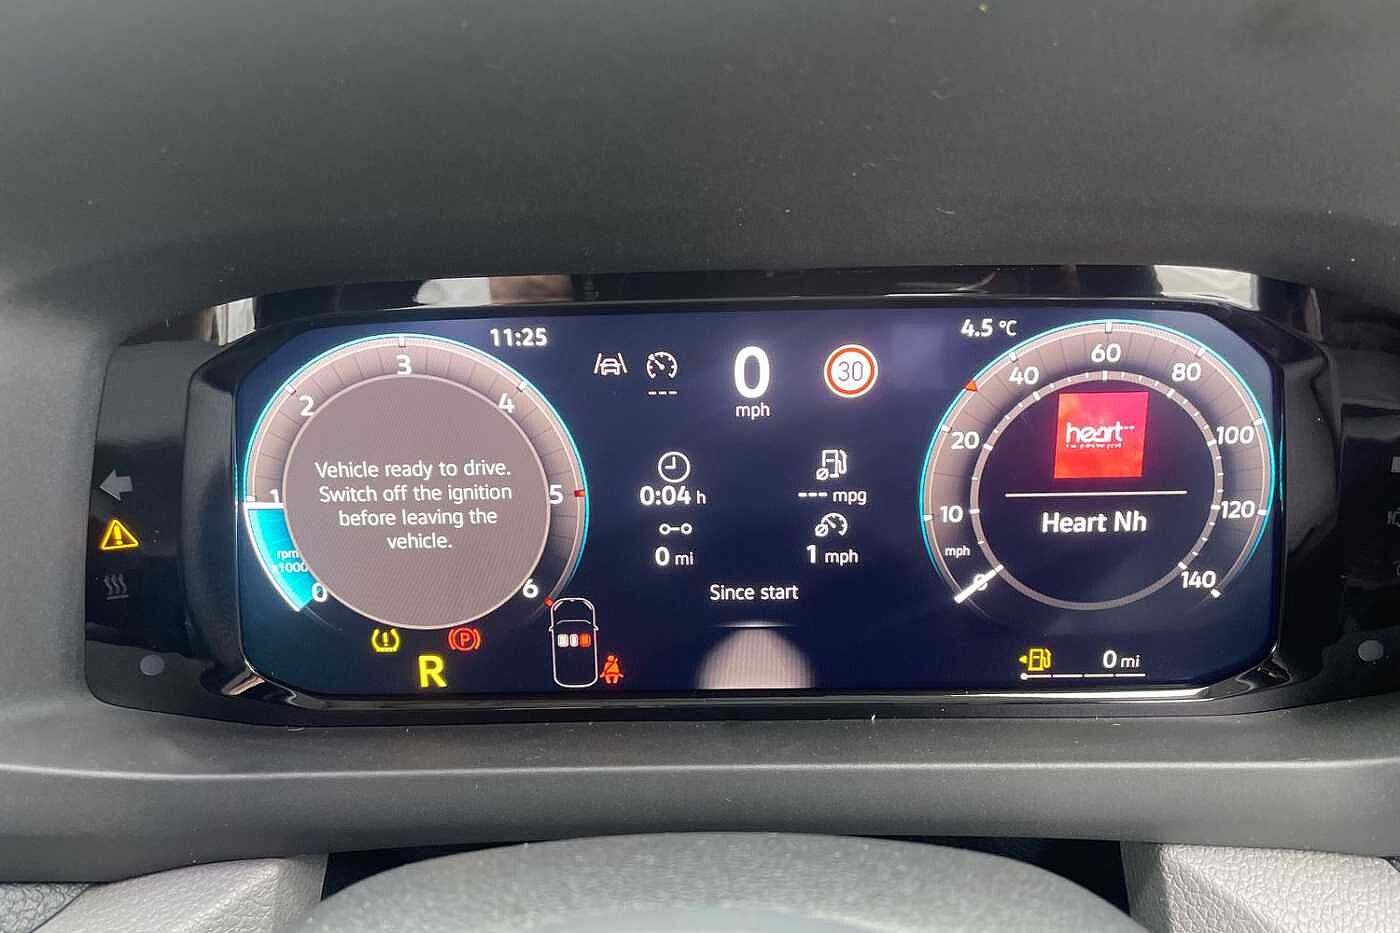 11:25
4.5 °C
0
mph
30
Vehicle ready to drive.
Switch off the ignition
before leaving the
vehicle.
0
1
2
3
4
5
6
rpm
x1000
P
R
---
0:04 h
--- mpg
0 mi
1 mph
Since start
0
10
20
40
60
80
100
120
140
mph
heart
Heart Nh
0 mi